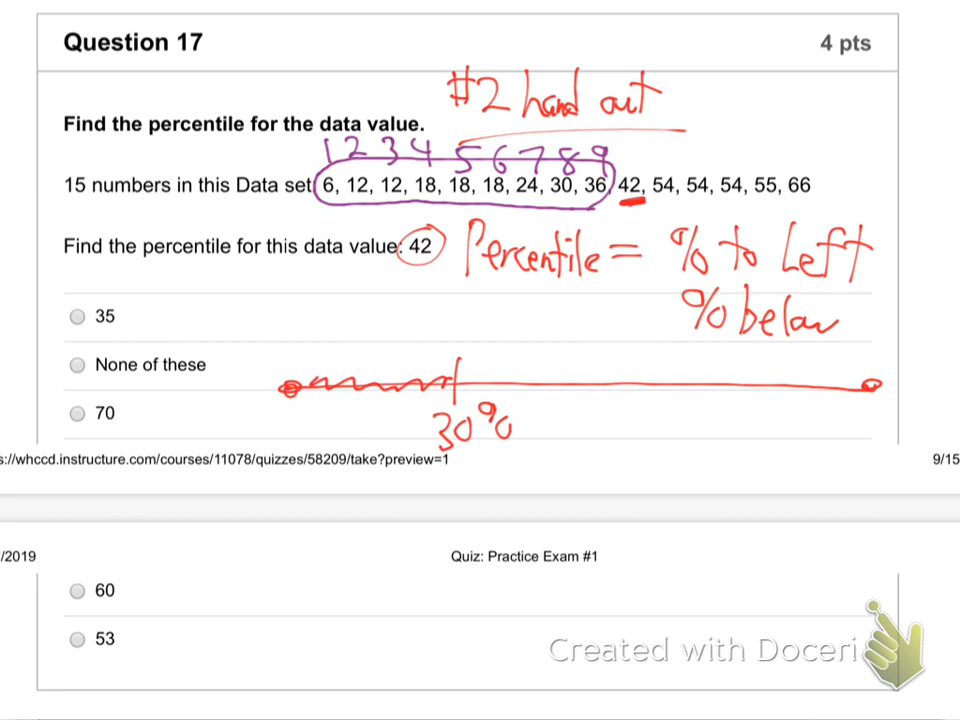 Question 17
4 pts
#2 hand out
Find the percentile for the data value.
1 2 3 4 5 6 7 8 9
15 numbers in this Data set: 6, 12, 12, 18, 18, 18, 24, 30, 36, 42, 54, 54, 54, 55, 66
Find the percentile for this data value: 42
Percentile = % to Left
% below
35
None of these
70
30%
s://whccd.instructure.com/courses/11078/quizzes/58209/take?preview=1
9/15
/2019
Quiz: Practice Exam #1
60
53
Created with Doceri